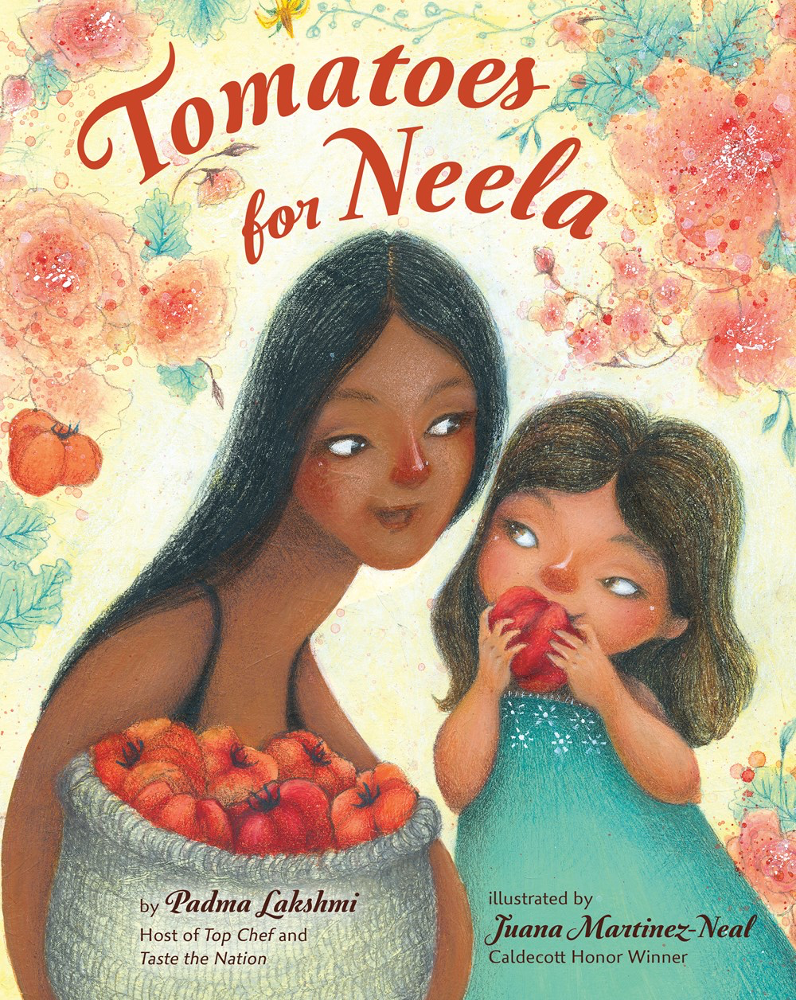 Tomatoes
for Neela
by Padma Lakshmi
Host of Top Chef and
Taste the Nation
illustrated by
Juana Martinez-Neal
Caldecott Honor Winner